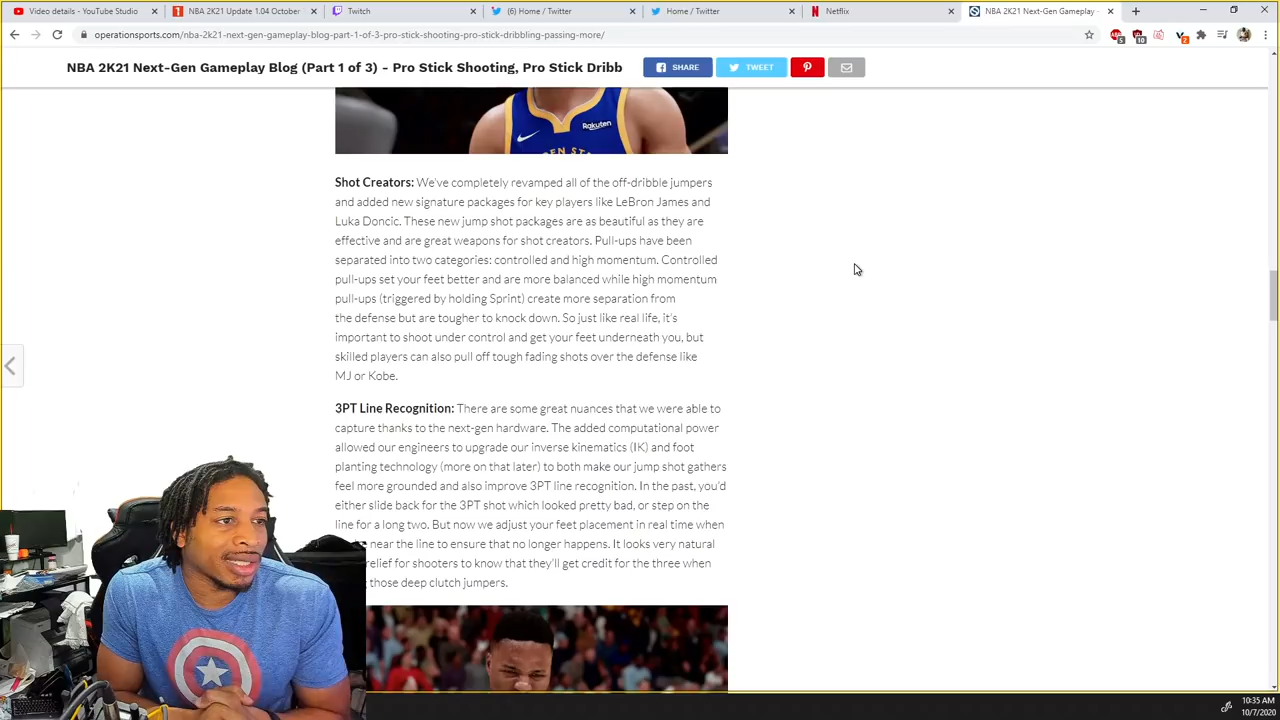 Video details - YouTube Studio
NBA 2K21 Update 1.04 October
Twitch
(6) Home / Twitter
Home / Twitter
Netflix
NBA 2K21 Next-Gen Gameplay
operationsports.com/nba-2k21-next-gen-gameplay-blog-part-1-of-3-pro-stick-shooting-pro-stick-dribbling-passing-more/
5
10
2
NBA 2K21 Next-Gen Gameplay Blog (Part 1 of 3) - Pro Stick Shooting, Pro Stick Dribb
SHARE
TWEET
Rakuten
Shot Creators: We've completely revamped all of the off-dribble jumpers
and added new signature packages for key players like LeBron James and
Luka Doncic. These new jump shot packages are as beautiful as they are
effective and are great weapons for shot creators. Pull-ups have been
separated into two categories: controlled and high momentum. Controlled
pull-ups set your feet better and are more balanced while high momentum
pull-ups (triggered by holding Sprint) create more separation from
the defense but are tougher to knock down. So just like real life, it's
important to shoot under control and get your feet underneath you, but
skilled players can also pull off tough fading shots over the defense like
MJ or Kobe.
3PT Line Recognition: There are some great nuances that we were able to
capture thanks to the next-gen hardware. The added computational power
allowed our engineers to upgrade our inverse kinematics (IK) and foot
planting technology (more on that later) to both make our jump shot gathers
feel more grounded and also improve 3PT line recognition. In the past, you'd
either slide back for the 3PT shot which looked pretty bad, or step on the
line for a long two. But now we adjust your feet placement in real time when
near the line to ensure that no longer happens. It looks very natural
relief for shooters to know that they'll get credit for the three when
those deep clutch jumpers.
10:35 AM
10/7/2020